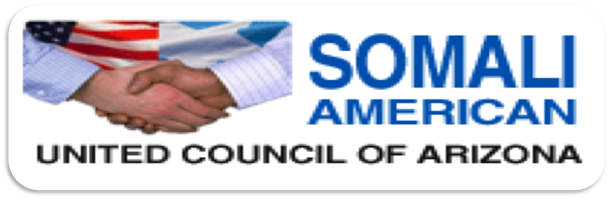 SOMALI
AMERICAN
UNITED COUNCIL OF ARIZONA